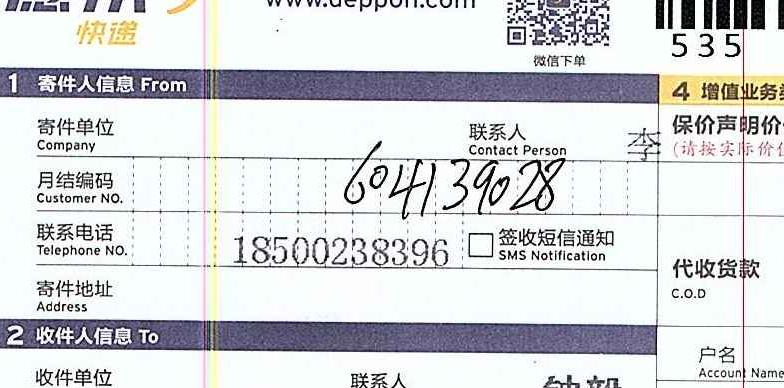 快递
www.deppon.com
微信下单
535
1 寄件人信息 From
4 增值业务
寄件单位
Company
联系人
Contact Person
李
保价声明价
(请按实际价
月结编码
Customer NO.
604139028
联系电话
Telephone NO.
18500238396
签收短信通知
SMS Notification
代收货款
C.O.D
寄件地址
Address
2 收件人信息 To
户名
Account Name
收件单位
联系人